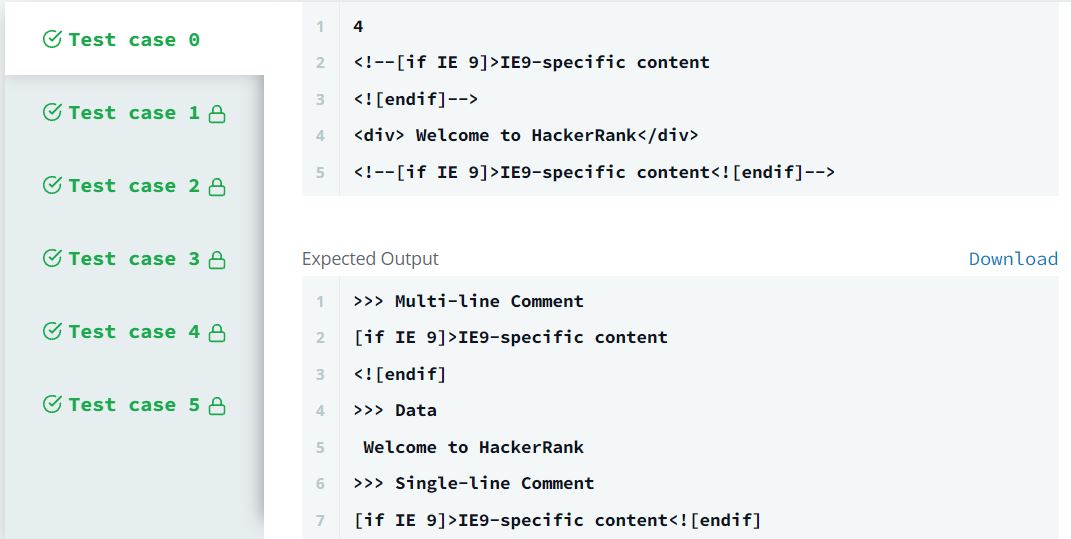 Test case 0
Test case 1
Test case 2
Test case 3
Test case 4
Test case 5
1 4
2 <!--[if IE 9]>IE9-specific content
3 <![endif]-->
4 <div> Welcome to HackerRank</div>
5 <!--[if IE 9]>IE9-specific content<![endif]-->
Expected Output Download
1 >>> Multi-line Comment
2 [if IE 9]>IE9-specific content
3 <![endif]
4 >>> Data
5  Welcome to HackerRank
6 >>> Single-line Comment
7 [if IE 9]>IE9-specific content<![endif]